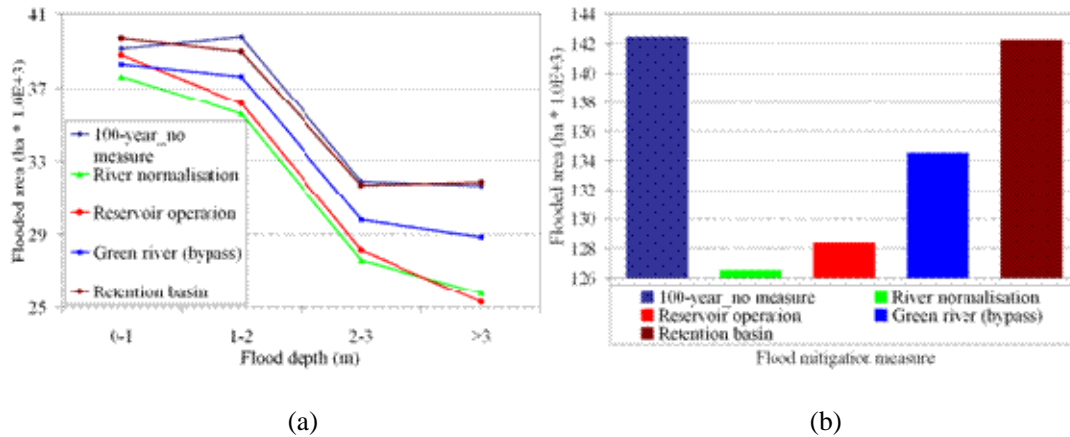 41
37
33
29
25
Flooded area (ha * 1.0E+3)
100-year_no
measure
River normalisation
Reservoir operation
Green river (bypass)
Retention basin
0-1
1-2
2-3
>3
Flood depth (m)
(a)
144
142
140
138
136
134
132
130
128
126
Flooded area (ha * 1.0E+3)
100-year_no measure
River normalisation
Reservoir operation
Green river (bypass)
Retention basin
Flood mitigation measure
(b)